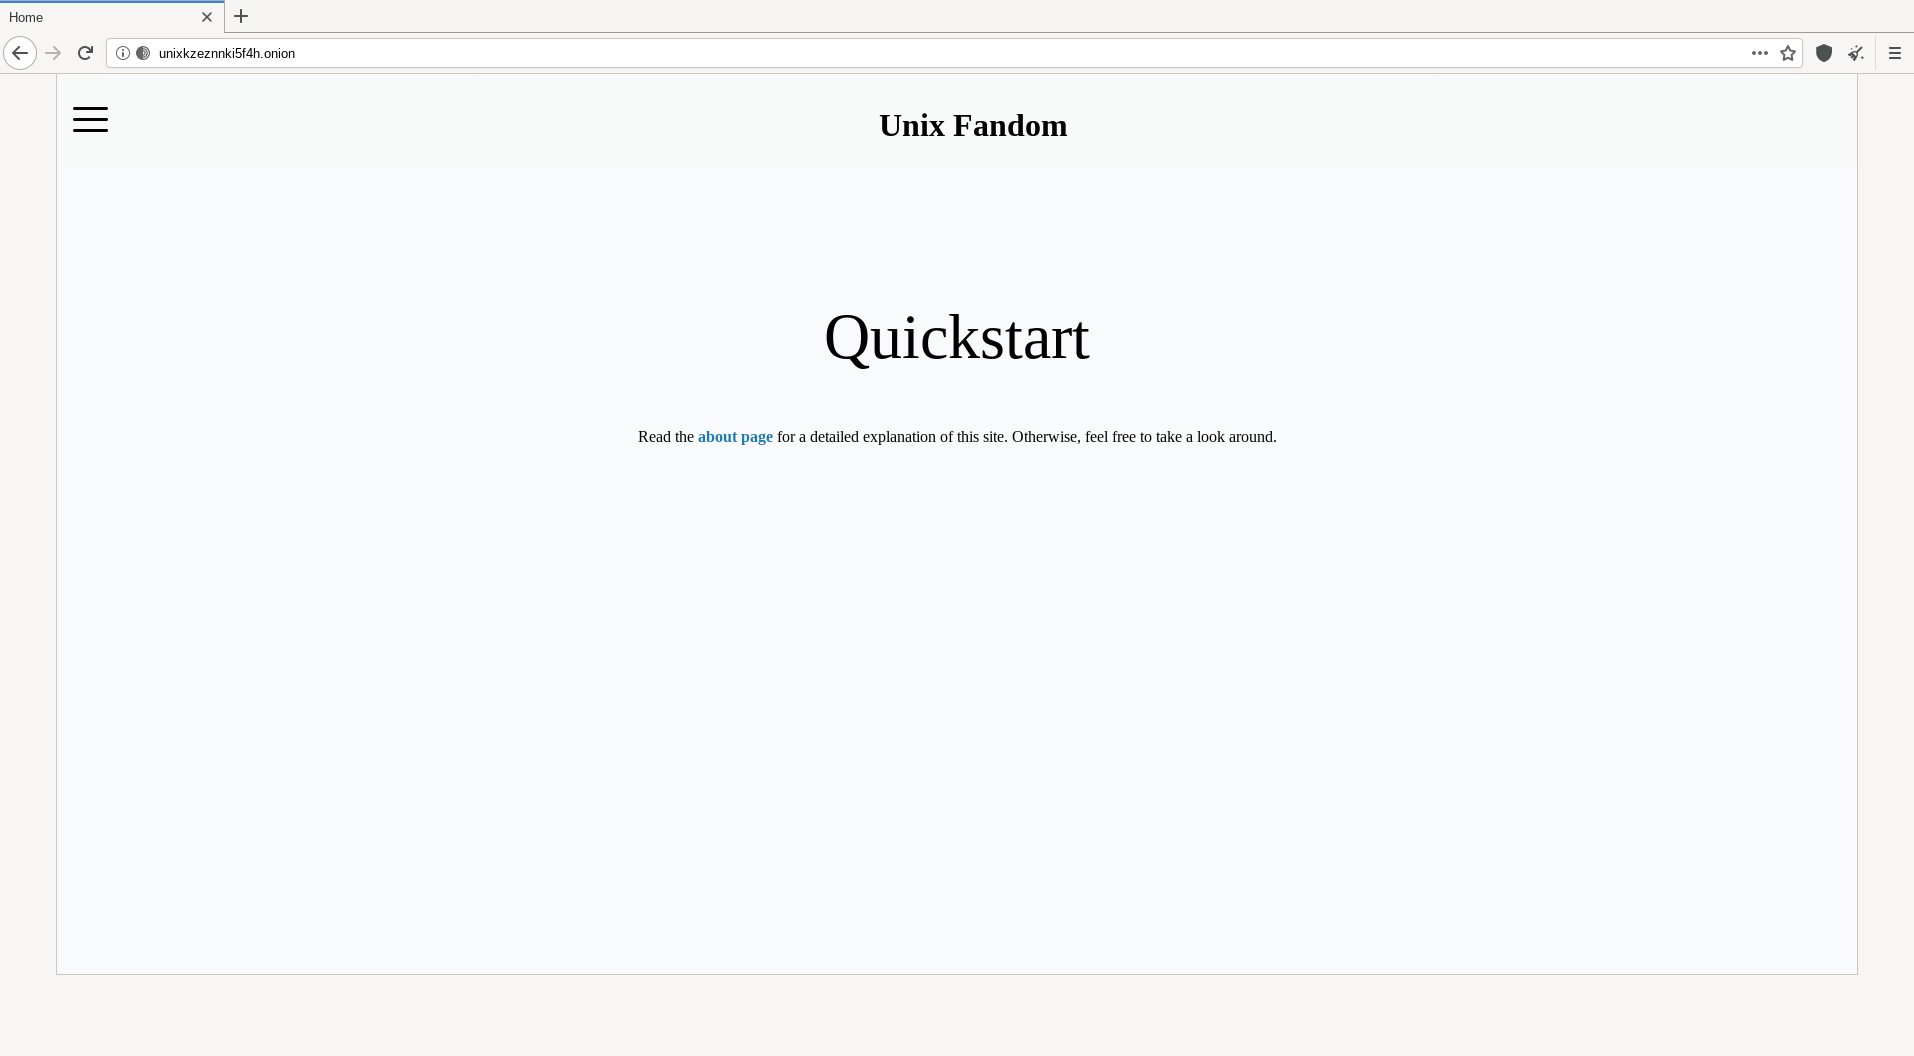 Home
unixkzeznnki5f4h.onion
Unix Fandom
Quickstart
Read the about page for a detailed explanation of this site. Otherwise, feel free to take a look around.